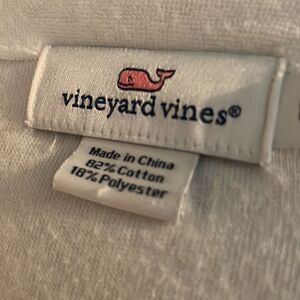 vineyard vines®
Made in China
82% Cotton
18% Polyester